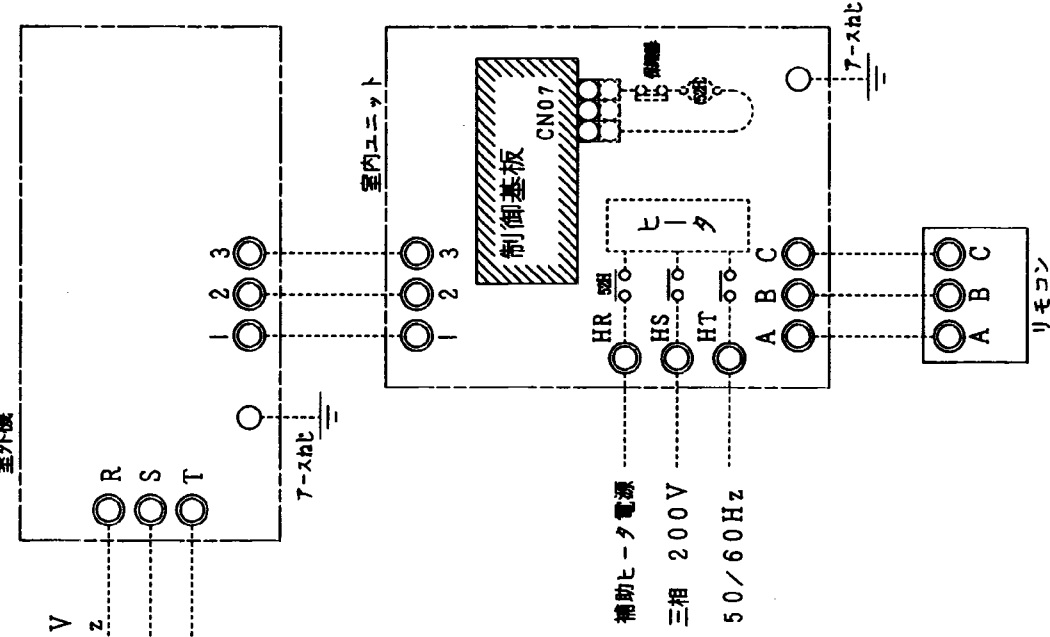 室外機
V
z
R
S
T
アースねじ
1
2
3
室内ユニット
1
2
3
制御基板
CN07
52H
アースねじ
ヒータ
52H
HR
HS
HT
補助ヒータ電源
三相 200V
50/60Hz
A
B
C
A
B
C
リモコン